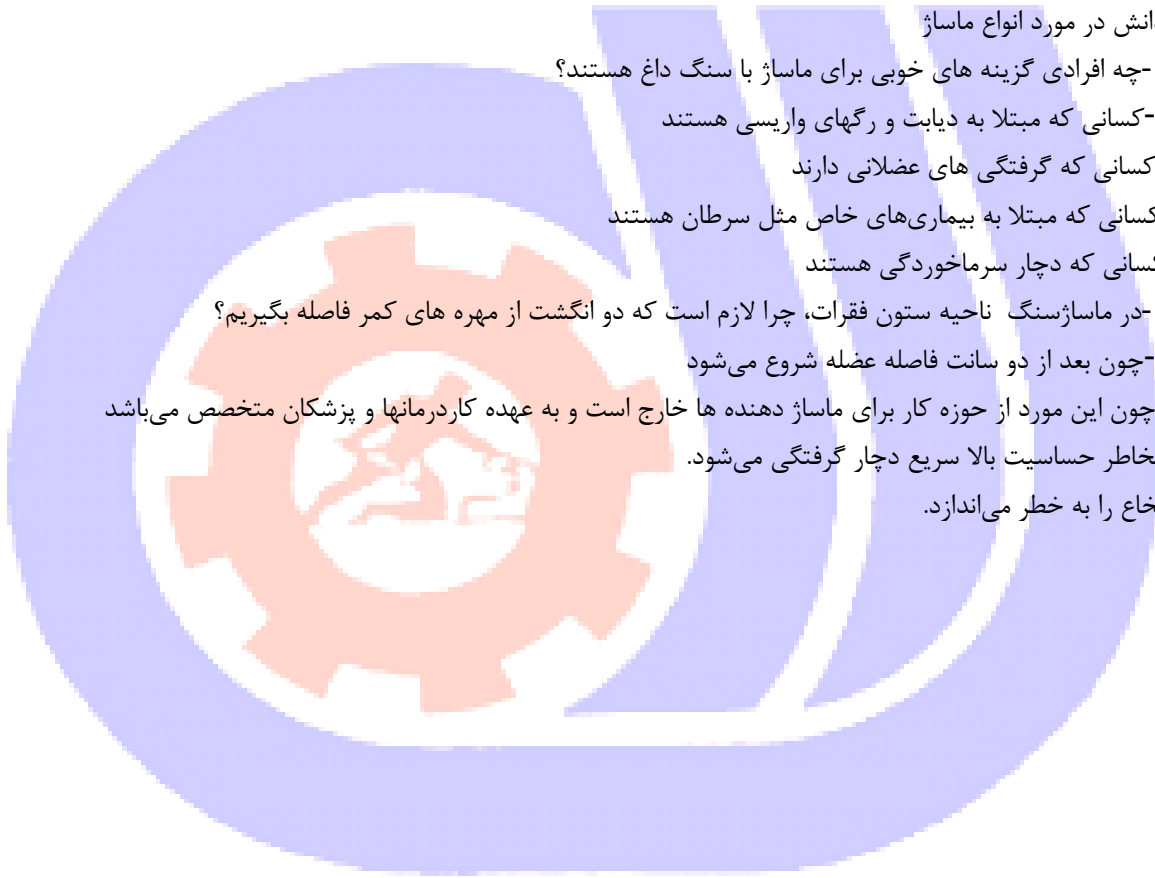 انش در مورد انواع ماساژ
-چه افرادی گزینه های خوبی برای ماساژ با سنگ داغ هستند؟
-کسانی که مبتلا به دیابت و رگهای واریسی هستند
کسانی که گرفتگی های عضلانی دارند
کسانی که مبتلا به بیماری‌های خاص مثل سرطان هستند
کسانی که دچار سرماخوردگی هستند
-در ماساژسنگ ناحیه ستون فقرات، چرا لازم است که دو انگشت از مهره های کمر فاصله بگیریم؟
-چون بعد از دو سانت فاصله عضله شروع می‌شود
چون این مورد از حوزه کار برای ماساژ دهنده ها خارج است و به عهده کاردرمانها و پزشکان متخصص می‌باشد
خاطر حساسیت بالا سریع دچار گرفتگی می‌شود.
خاع را به خطر می‌اندازد.